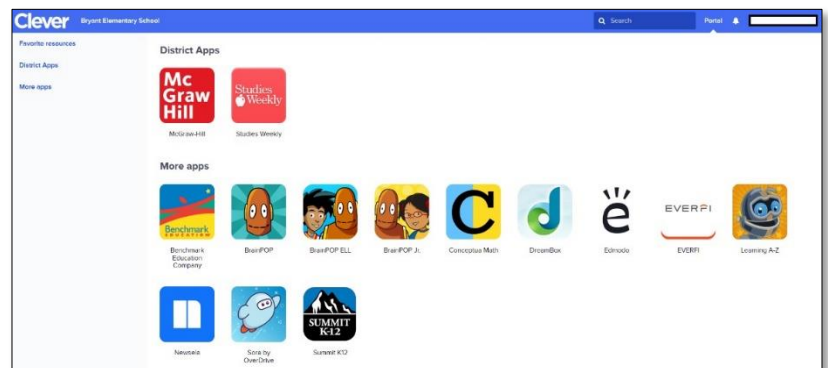 Clever Bryant Elementary School Search Portal
Favorite resources
District Apps
More apps
District Apps
Mc
Graw
Hill
Studies
Weekly
McGraw-Hill Studies Weekly
More apps
Benchmark
EDUCATION
C
d
ë
EVERFI
Benchmark
Education
Company
BrainPOP
BrainPOP ELL
BrainPOP Jr.
Conceptua Math
DreamBox
Edmodo
EVERFI
Learning A-Z
SUMMIT
K-12
Newsela
Sora by
OverDrive
Summit K12